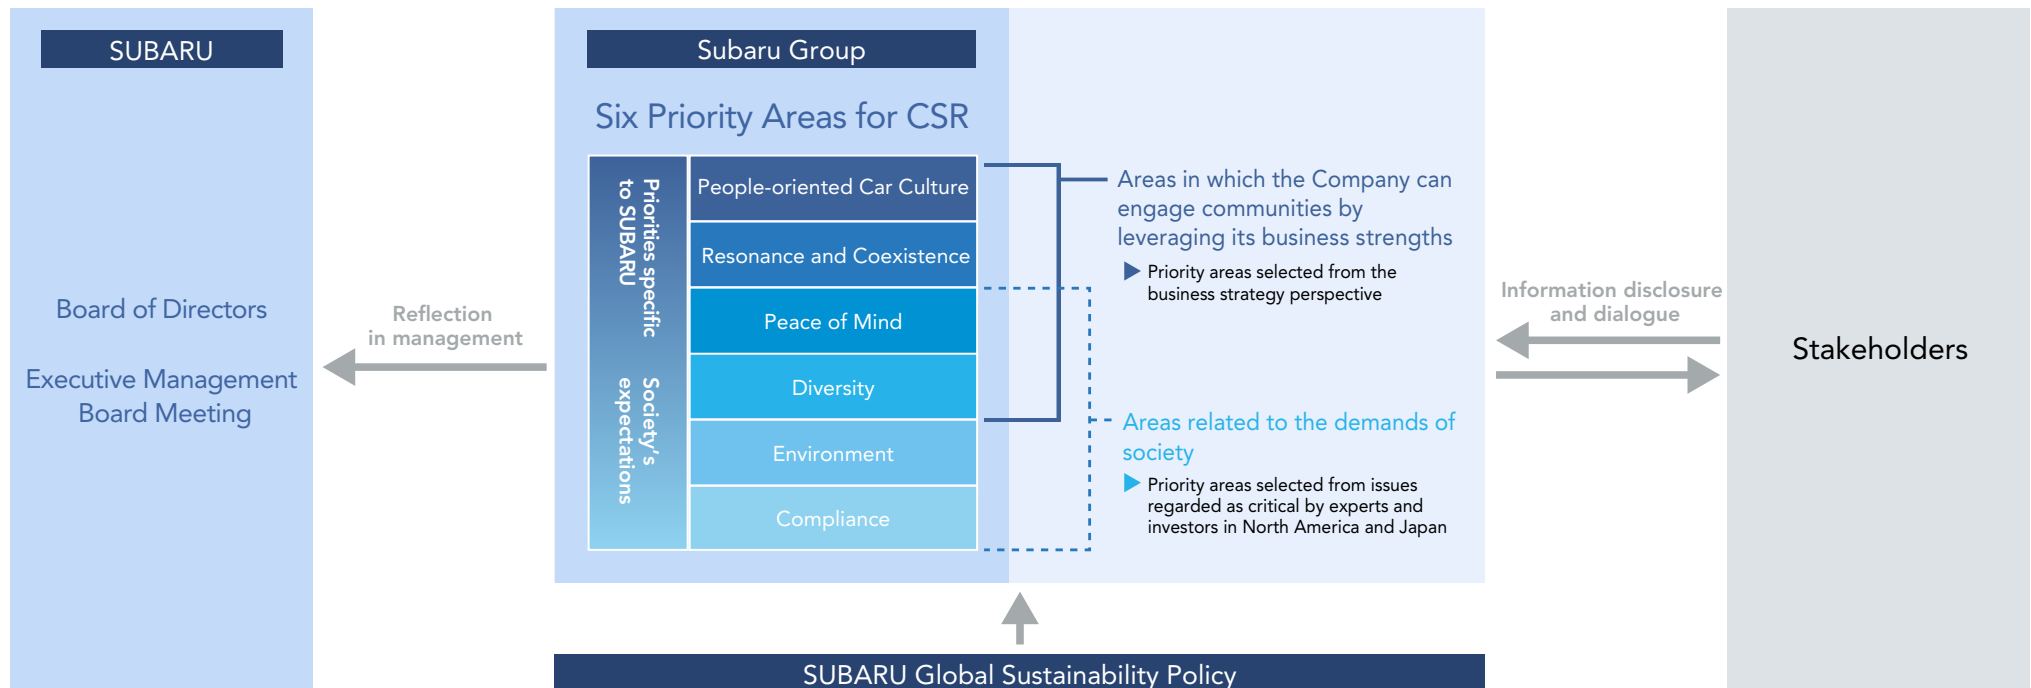 SUBARU
Board of Directors
Executive Management
Board Meeting
Reflection
in management
Subaru Group
Six Priority Areas for CSR
Priorities specific
to SUBARU
Society's
expectations
People-oriented Car Culture
Resonance and Coexistence
Peace of Mind
Diversity
Environment
Compliance
Areas in which the Company can
engage communities by
leveraging its business strengths
Priority areas selected from the
business strategy perspective
Areas related to the demands of
society
Priority areas selected from issues
regarded as critical by experts and
investors in North America and Japan
Information disclosure
and dialogue
Stakeholders
SUBARU Global Sustainability Policy